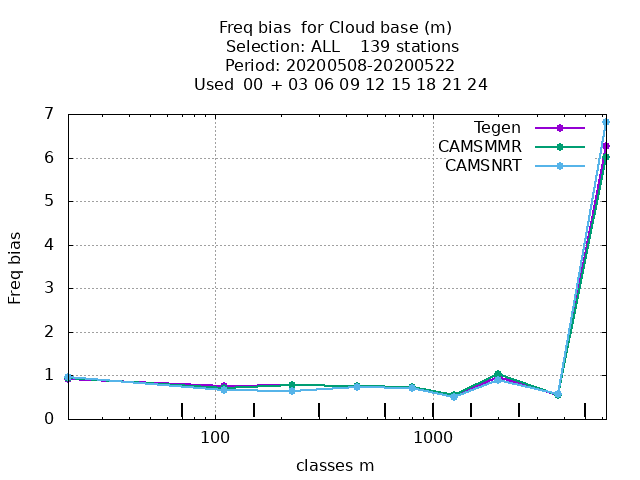 Freq bias  for Cloud base (m)
Selection: ALL    139 stations
Period: 20200508-20200522
Used  00 + 03 06 09 12 15 18 21 24
Tegen
CAMSMMR
CAMSNRT
7
6
5
4
3
2
1
0
Freq bias
100
1000
classes m